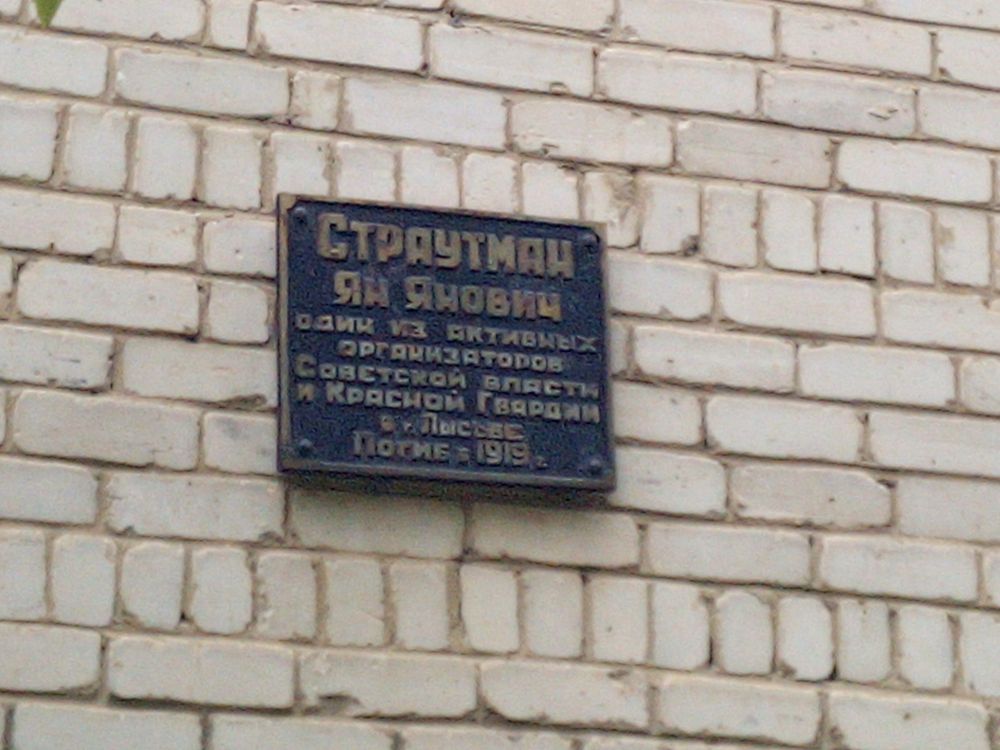 Страутман
Ян Янович
один из активных
организаторов
Советской власти
и Красной Гвардии
в г. Лысьве
Погиб в 1919 г.